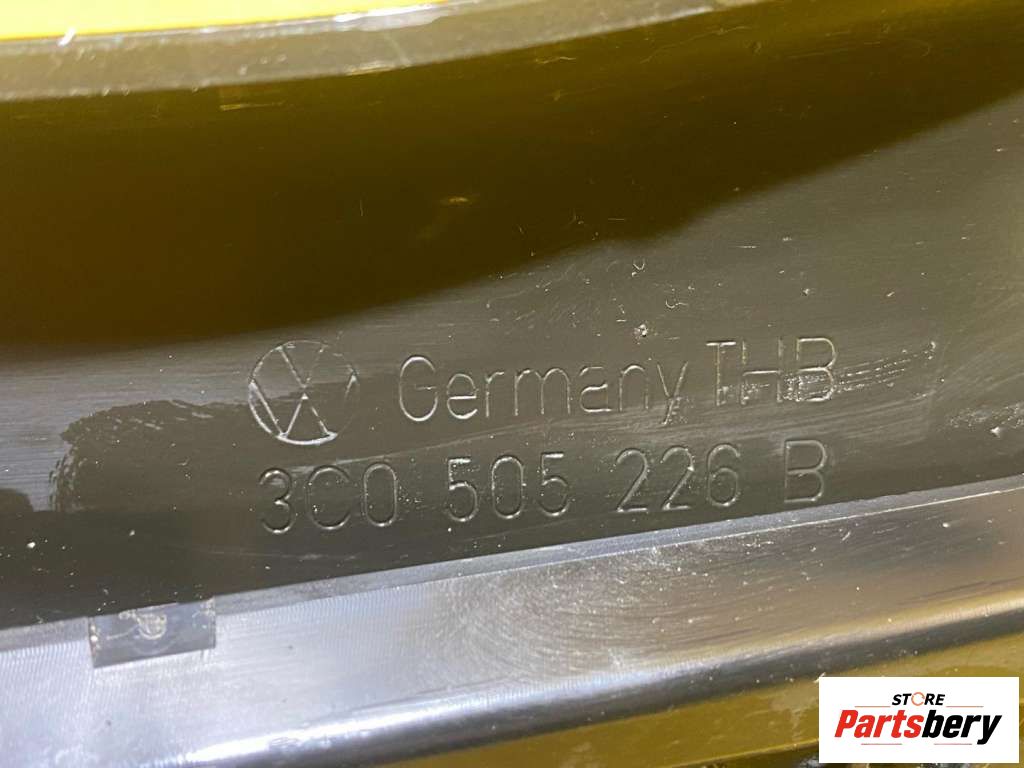 Germany THB
3C0 505 226 B
STORE
Partsbery